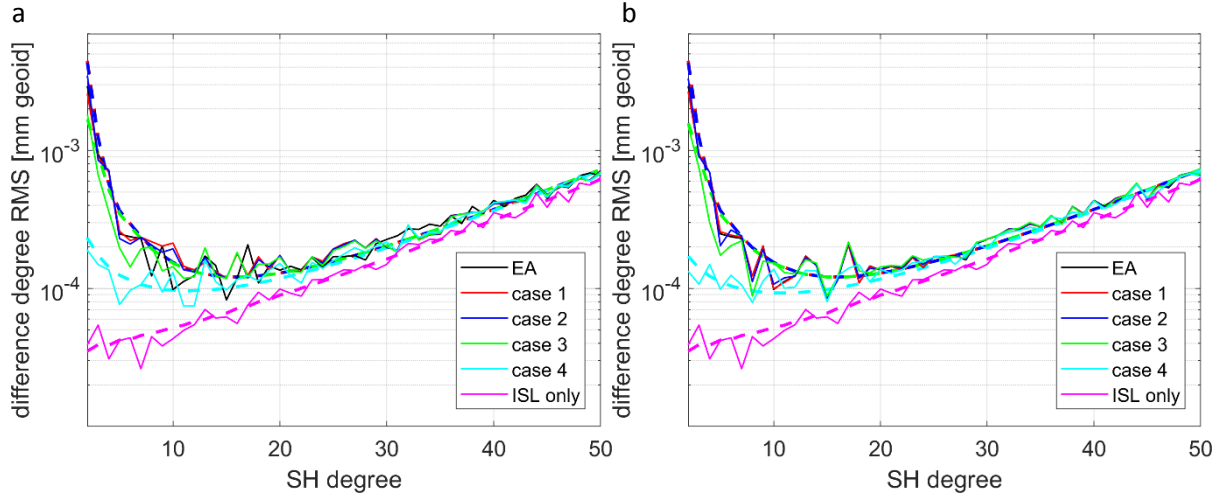 a
difference degree RMS [mm geoid]
10^-3
10^-4
EA
case 1
case 2
case 3
case 4
ISL only
10 20 30 40 50
SH degree
b
difference degree RMS [mm geoid]
10^-3
10^-4
EA
case 1
case 2
case 3
case 4
ISL only
10 20 30 40 50
SH degree